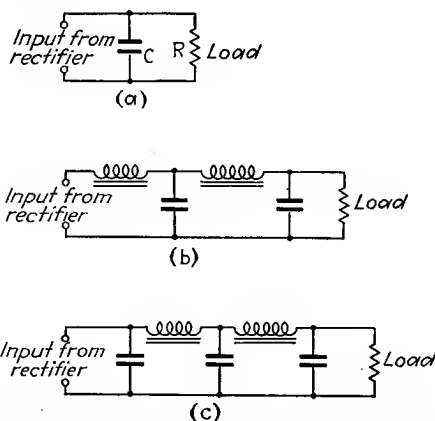 Input from
rectifier
C
R
Load
(a)
Input from
rectifier
Load
(b)
Input from
rectifier
Load
(c)